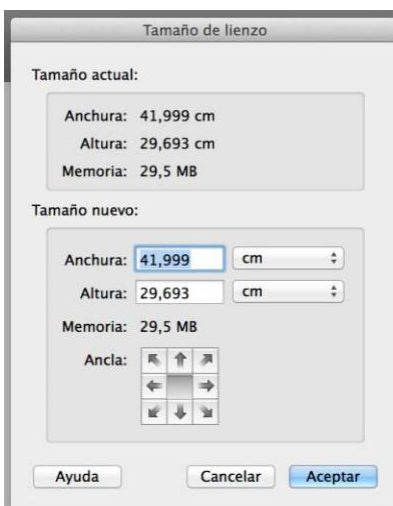 Tamaño de lienzo
Tamaño actual:
Anchura: 41,999 cm
Altura: 29,693 cm
Memoria: 29,5 MB
Tamaño nuevo:
Anchura: 41,999 cm
Altura: 29,693 cm
Memoria: 29,5 MB
Ancla:
Ayuda Cancelar Aceptar